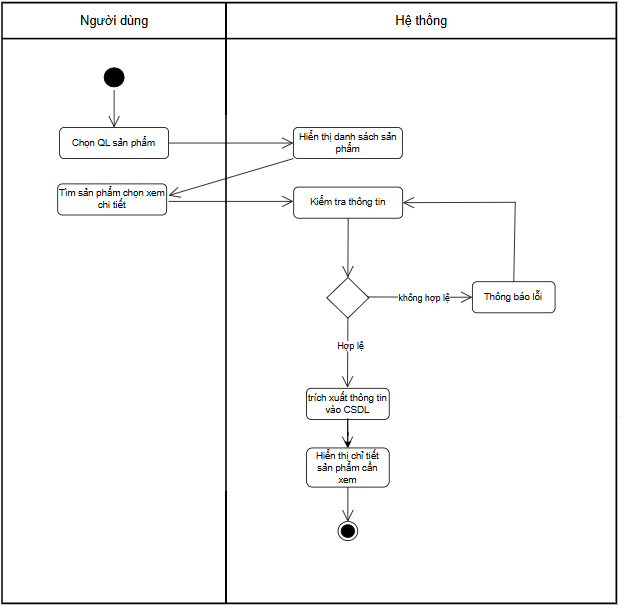 Người dùng
Hệ thống
Chọn QL sản phẩm
Hiển thị danh sách sản
phẩm
Tìm sản phẩm chọn xem
chi tiết
Kiểm tra thông tin
không hợp lệ
Thông báo lỗi
Hợp lệ
trích xuất thông tin
vào CSDL
Hiển thị chi tiết
sản phẩm cần
xem